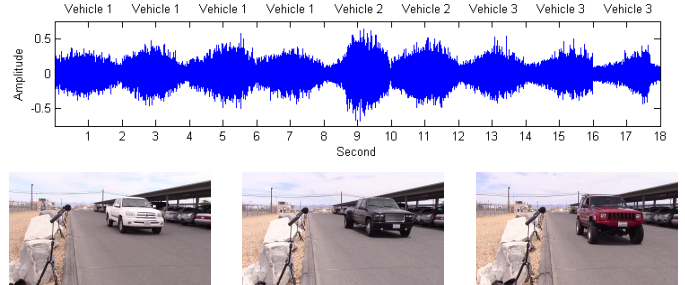 Vehicle 1 Vehicle 1 Vehicle 1 Vehicle 1 Vehicle 2 Vehicle 2 Vehicle 3 Vehicle 3 Vehicle 3
0.5
0
-0.5
Amplitude
1 2 3 4 5 6 7 8 9 10 11 12 13 14 15 16 17 18
Second